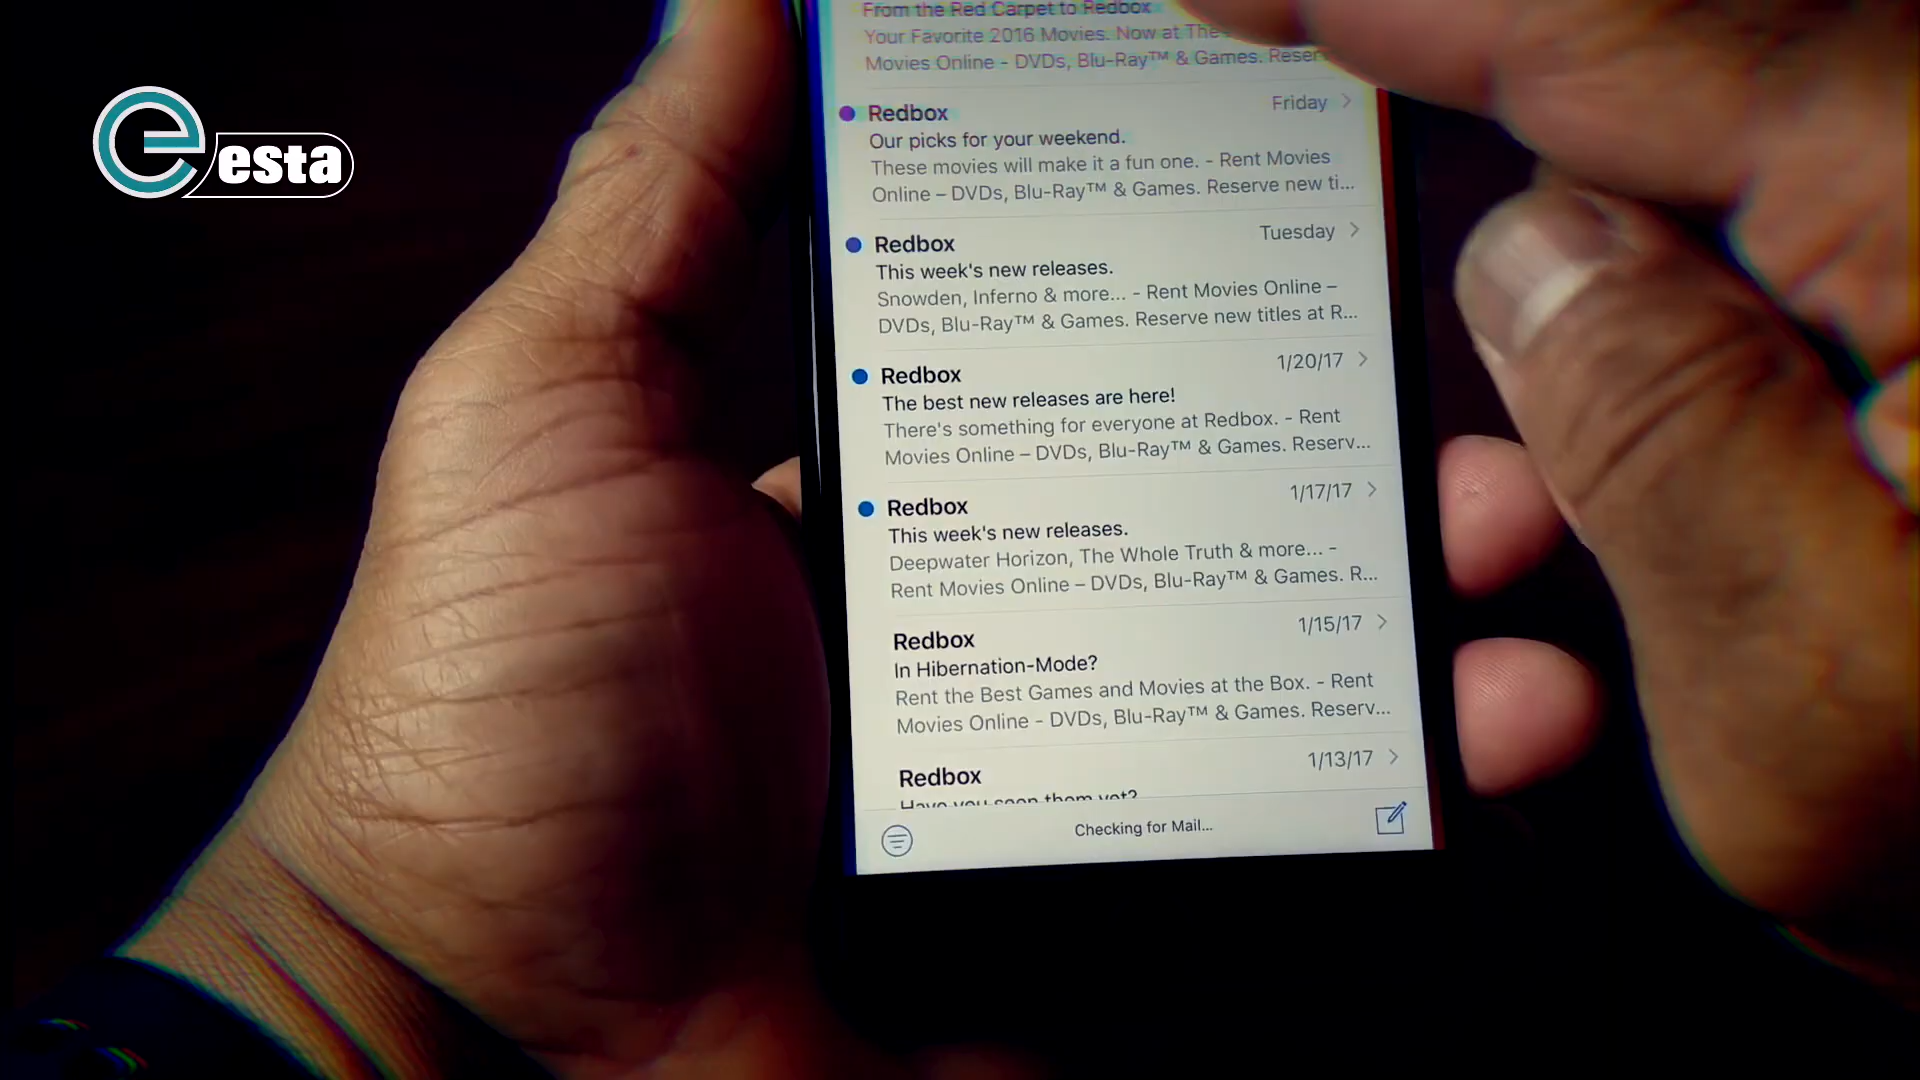 e esta
From the Red Carpet to Redbox
Your Favorite 2016 Movies. Now at The
Movies Online - DVDs, Blu-Ray™ & Games. Reser
Redbox Friday
Our picks for your weekend.
These movies will make it a fun one. - Rent Movies
Online – DVDs, Blu-Ray™ & Games. Reserve new ti...
Redbox Tuesday
This week's new releases.
Snowden, Inferno & more... - Rent Movies Online –
DVDs, Blu-Ray™ & Games. Reserve new titles at R...
Redbox 1/20/17
The best new releases are here!
There's something for everyone at Redbox. - Rent
Movies Online – DVDs, Blu-Ray™ & Games. Reserv...
Redbox 1/17/17
This week's new releases.
Deepwater Horizon, The Whole Truth & more... -
Rent Movies Online – DVDs, Blu-Ray™ & Games. R...
Redbox 1/15/17
In Hibernation-Mode?
Rent the Best Games and Movies at the Box. - Rent
Movies Online - DVDs, Blu-Ray™ & Games. Reserv...
Redbox 1/13/17
Have you seen them yet?
Checking for Mail...